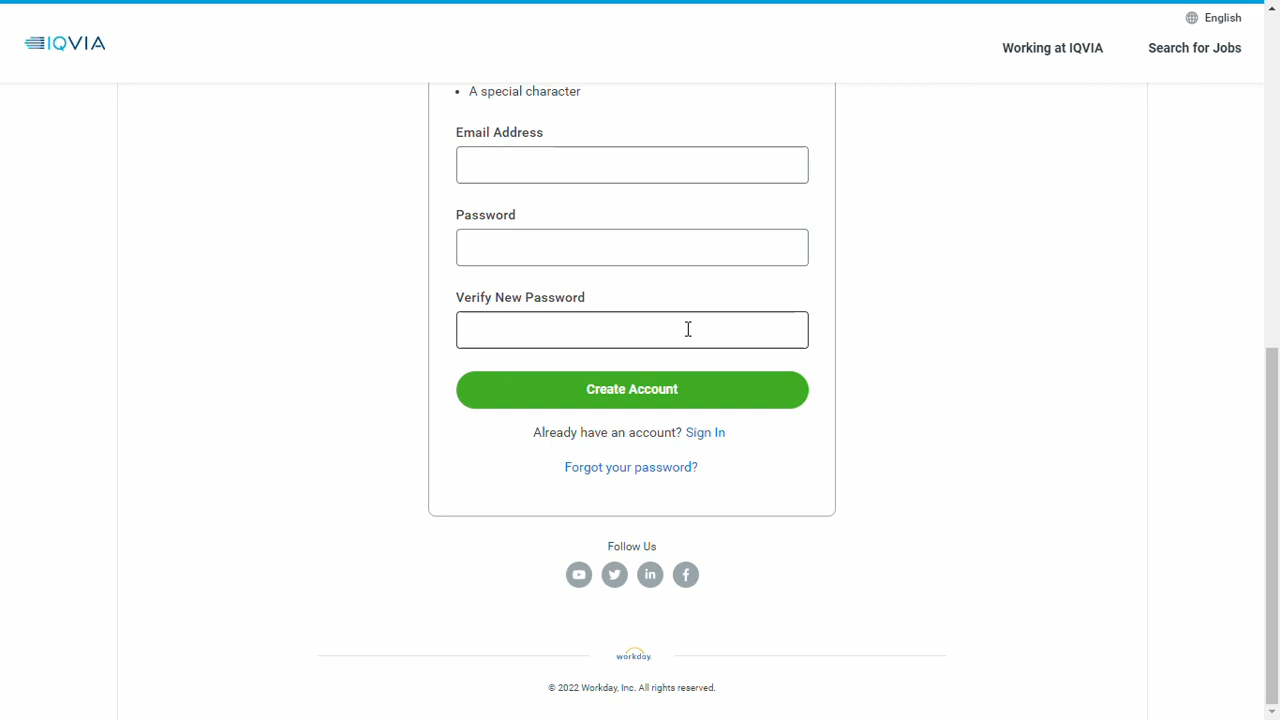 English
IQVIA
Working at IQVIA
Search for Jobs
A special character
Email Address
Password
Verify New Password
Create Account
Already have an account? Sign In
Forgot your password?
Follow Us
workday.
© 2022 Workday, Inc. All rights reserved.